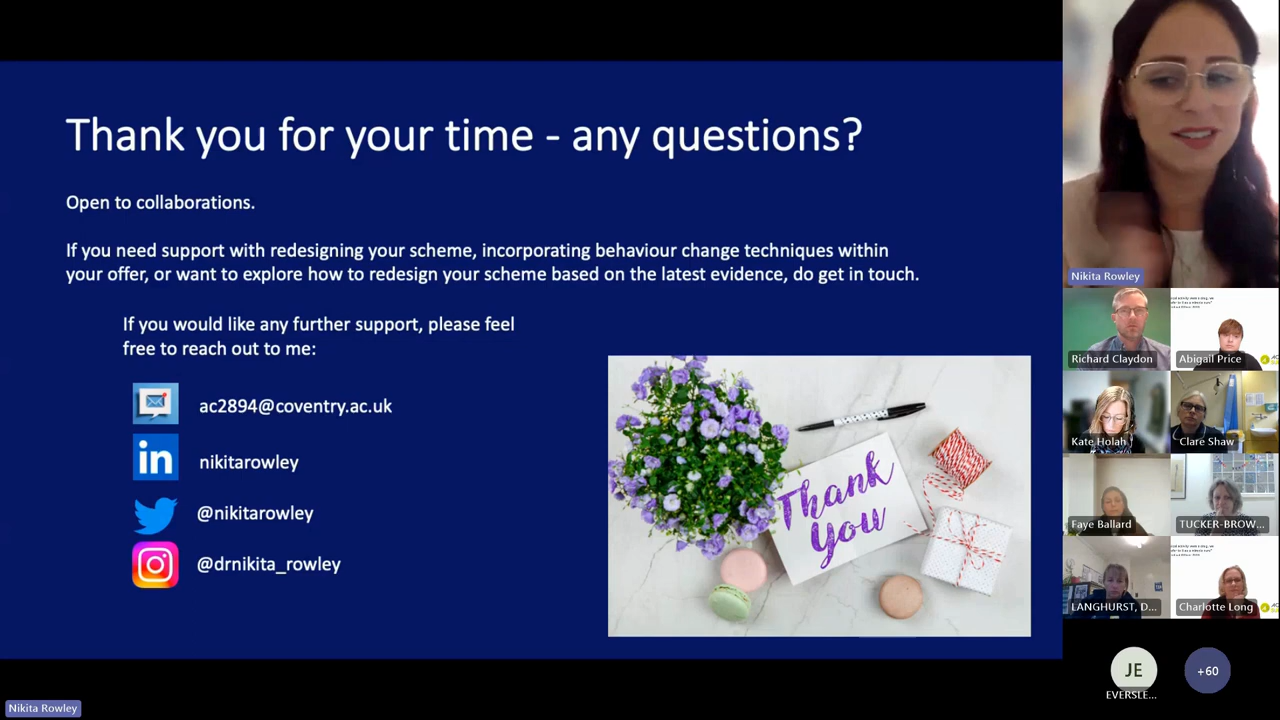 Thank you for your time - any questions?
Open to collaborations.
If you need support with redesigning your scheme, incorporating behaviour change techniques within
your offer, or want to explore how to redesign your scheme based on the latest evidence, do get in touch.
If you would like any further support, please feel
free to reach out to me:
ac2894@coventry.ac.uk
in
nikitarowley
@nikitarowley
@drnikita_rowley
Thank
You
Nikita Rowley
Richard Claydon
Abigail Price
Kate Holah
Clare Shaw
Faye Ballard
TUCKER-BROW...
LANGHURST, D...
Charlotte Long
JE
EVERSLE...
+60
Nikita Rowley